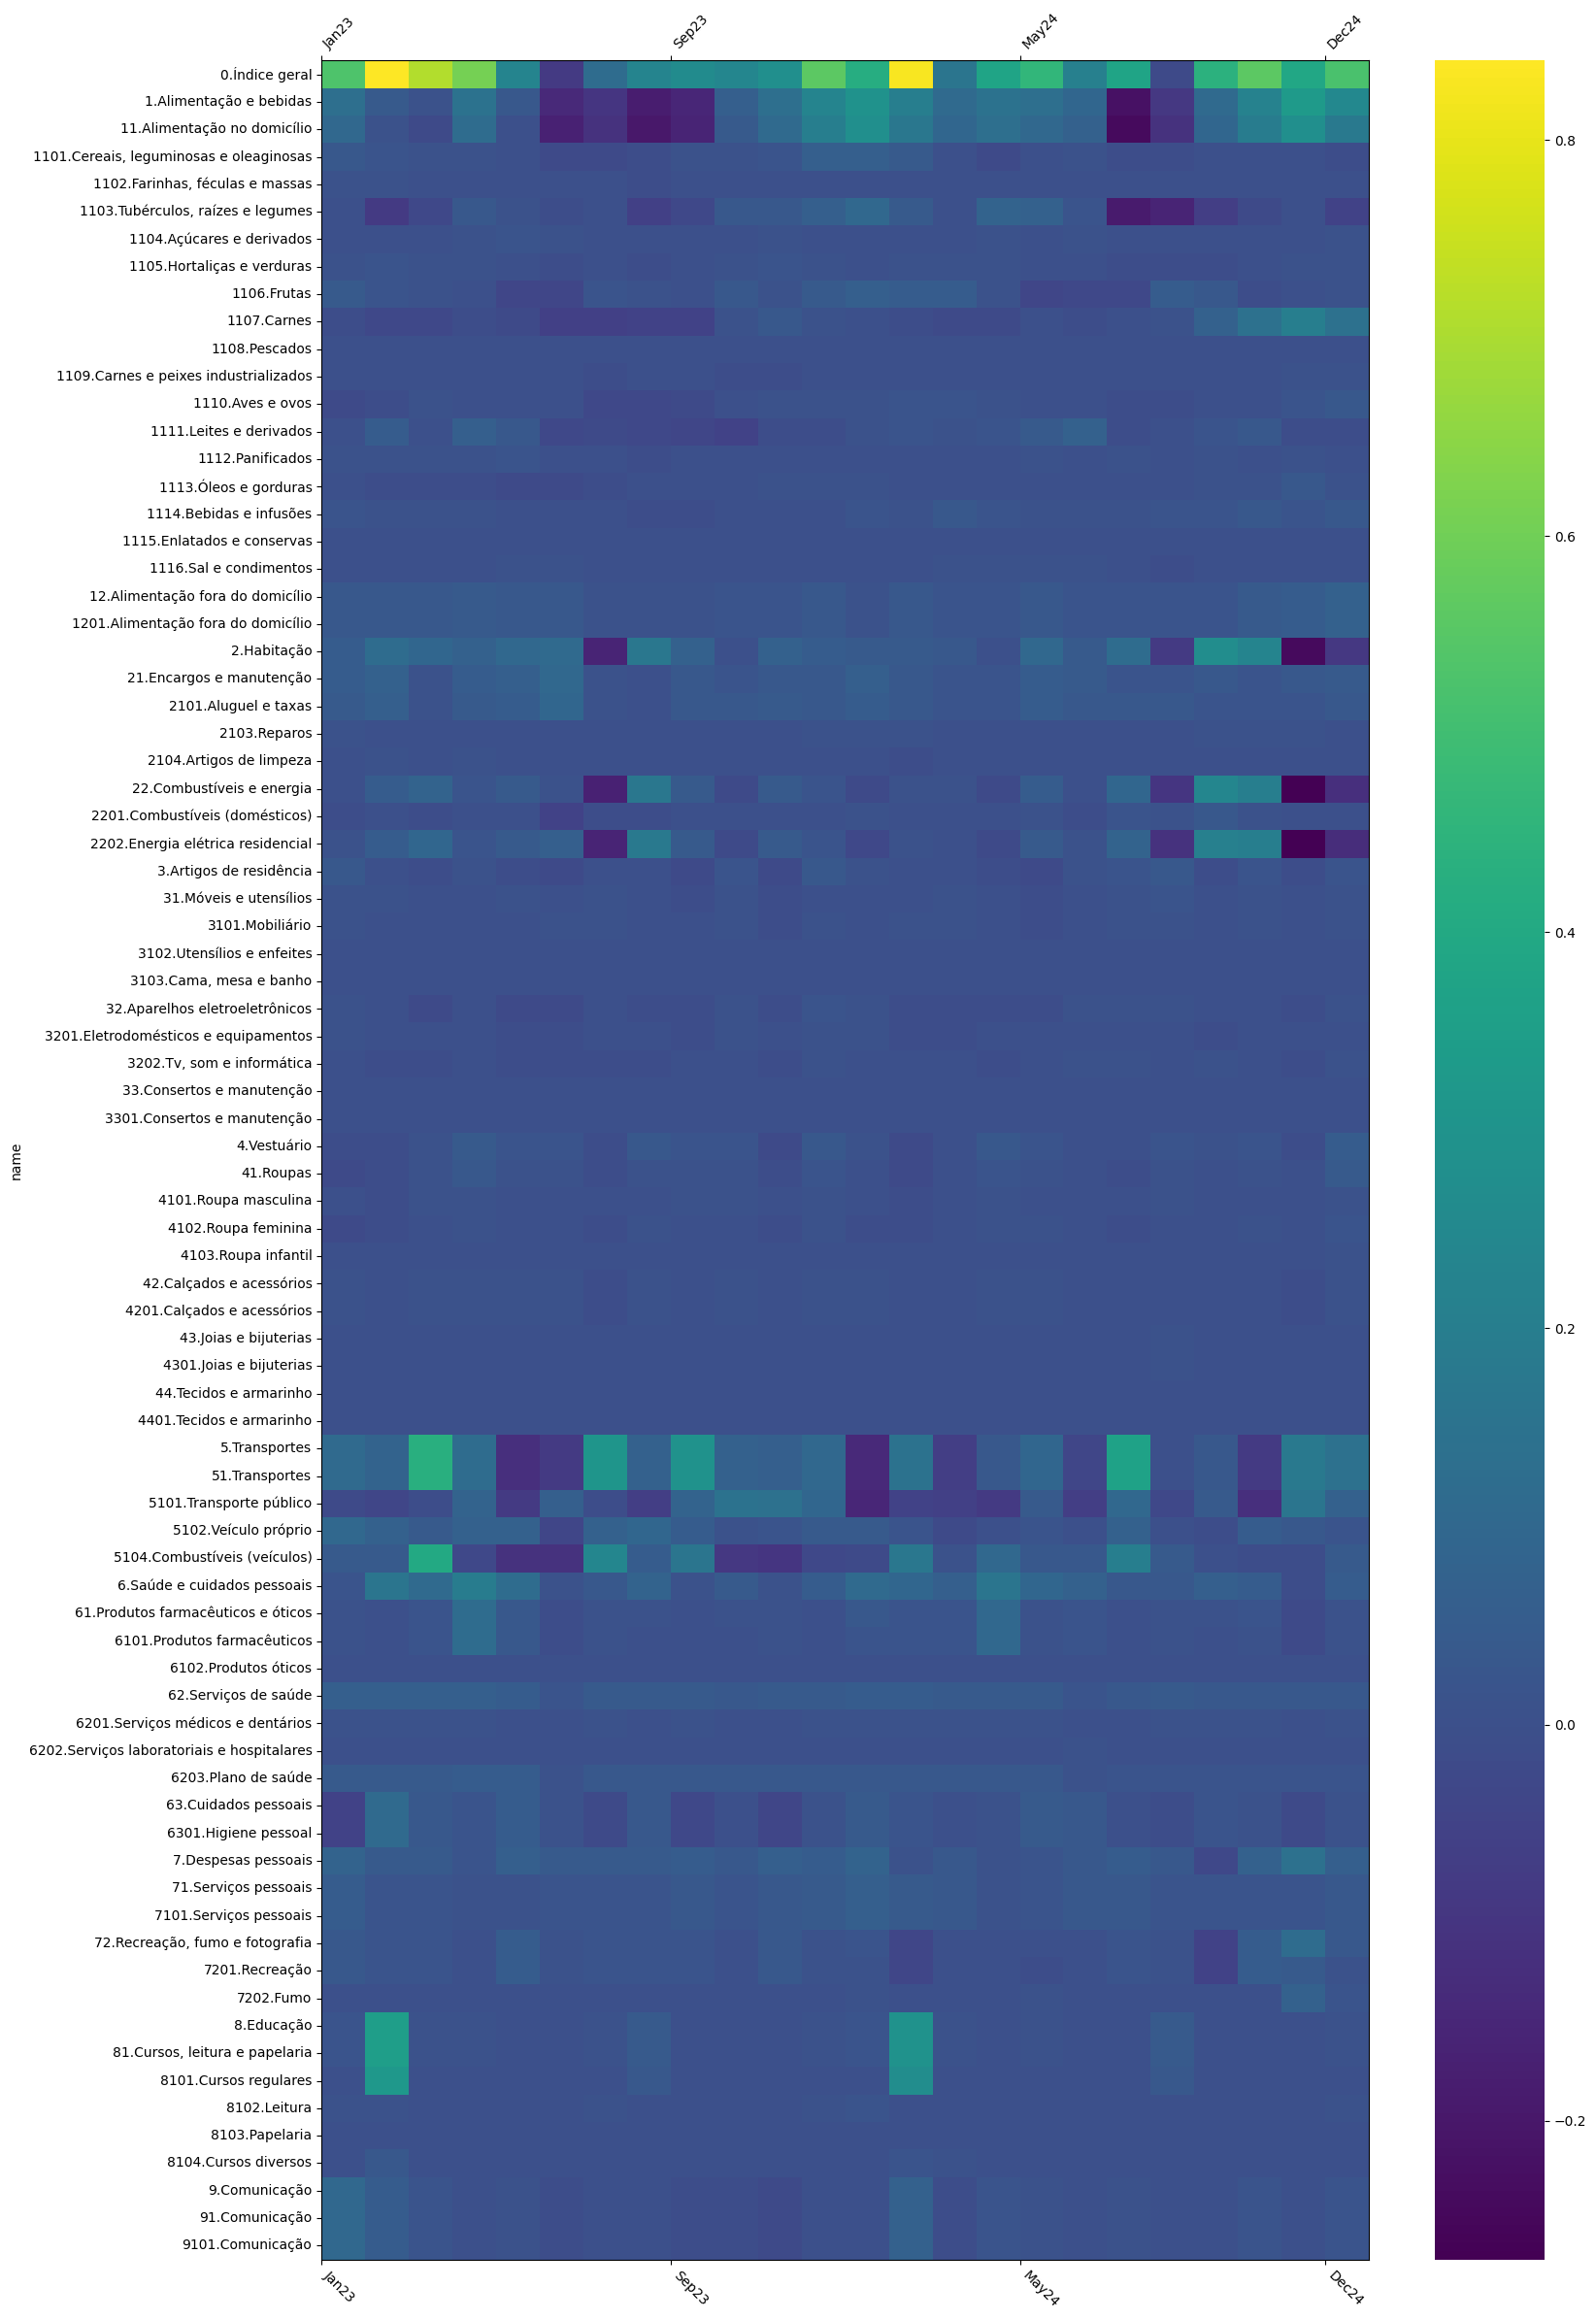 Jan23
Sep23
May24
Dec24
0.Índice geral
1.Alimentação e bebidas
11.Alimentação no domicílio
1101.Cereais, leguminosas e oleaginosas
1102.Farinhas, féculas e massas
1103.Tubérculos, raízes e legumes
1104.Açúcares e derivados
1105.Hortaliças e verduras
1106.Frutas
1107.Carnes
1108.Pescados
1109.Carnes e peixes industrializados
1110.Aves e ovos
1111.Leites e derivados
1112.Panificados
1113.Óleos e gorduras
1114.Bebidas e infusões
1115.Enlatados e conservas
1116.Sal e condimentos
12.Alimentação fora do domicílio
1201.Alimentação fora do domicílio
2.Habitação
21.Encargos e manutenção
2101.Aluguel e taxas
2103.Reparos
2104.Artigos de limpeza
22.Combustíveis e energia
2201.Combustíveis (domésticos)
2202.Energia elétrica residencial
3.Artigos de residência
31.Móveis e utensílios
3101.Mobiliário
3102.Utensílios e enfeites
3103.Cama, mesa e banho
32.Aparelhos eletroeletrônicos
3201.Eletrodomésticos e equipamentos
3202.Tv, som e informática
33.Consertos e manutenção
3301.Consertos e manutenção
4.Vestuário
41.Roupas
4101.Roupa masculina
4102.Roupa feminina
4103.Roupa infantil
42.Calçados e acessórios
4201.Calçados e acessórios
43.Joias e bijuterias
4301.Joias e bijuterias
44.Tecidos e armarinho
4401.Tecidos e armarinho
5.Transportes
51.Transportes
5101.Transporte público
5102.Veículo próprio
5104.Combustíveis (veículos)
6.Saúde e cuidados pessoais
61.Produtos farmacêuticos e óticos
6101.Produtos farmacêuticos
6102.Produtos óticos
62.Serviços de saúde
6201.Serviços médicos e dentários
6202.Serviços laboratoriais e hospitalares
6203.Plano de saúde
63.Cuidados pessoais
6301.Higiene pessoal
7.Despesas pessoais
71.Serviços pessoais
7101.Serviços pessoais
72.Recreação, fumo e fotografia
7201.Recreação
7202.Fumo
8.Educação
81.Cursos, leitura e papelaria
8101.Cursos regulares
8102.Leitura
8103.Papelaria
8104.Cursos diversos
9.Comunicação
91.Comunicação
9101.Comunicação
name
Jan23
Sep23
May24
Dec24
0.8
0.6
0.4
0.2
0.0
−0.2